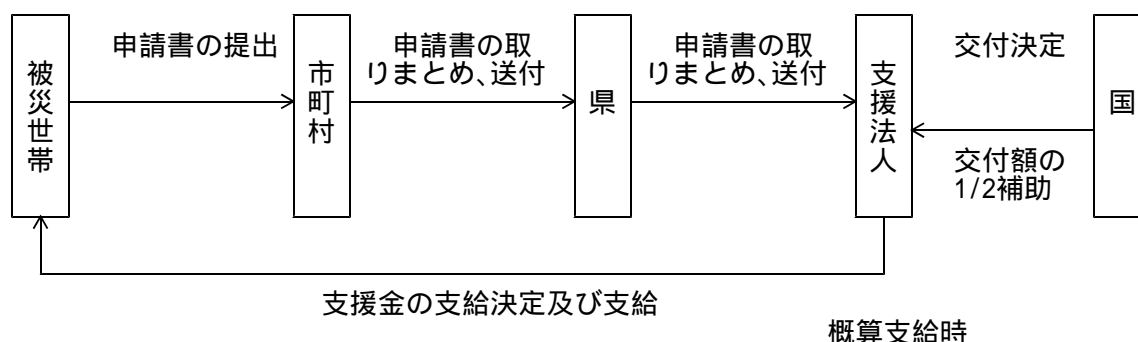 被災世帯
申請書の提出
市町村
申請書の取
りまとめ、送付
県
申請書の取
りまとめ、送付
支援法人
交付決定
交付額の
1/2補助
国
支援金の支給決定及び支給
概算支給時